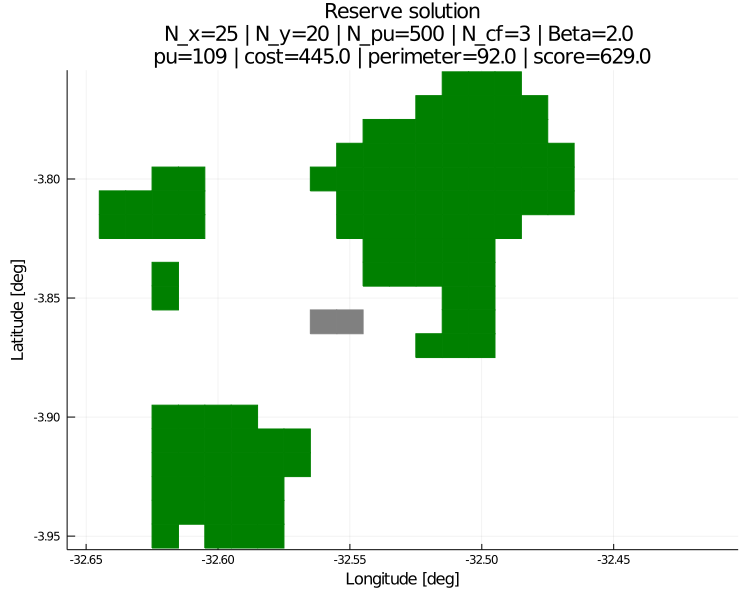 Reserve solution
N_x=25 | N_y=20 | N_pu=500 | N_cf=3 | Beta=2.0
pu=109 | cost=445.0 | perimeter=92.0 | score=629.0
-3.80
-3.85
-3.90
-3.95
Latitude [deg]
-32.65 -32.60 -32.55 -32.50 -32.45
Longitude [deg]